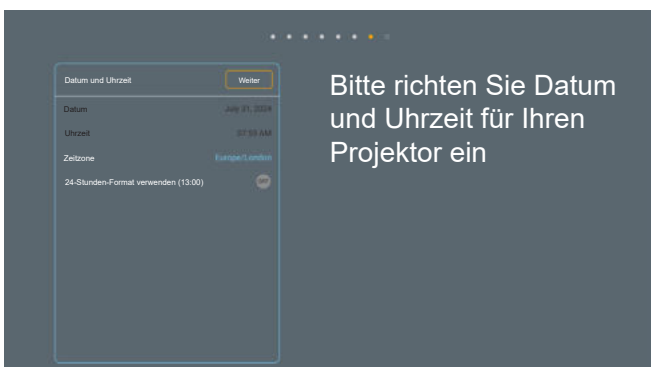 Datum und Uhrzeit Weiter
Bitte richten Sie Datum
und Uhrzeit für Ihren
Projektor ein
Datum July 31, 2024
Uhrzeit 07:59 AM
Zeitzone Europe/London
24-Stunden-Format verwenden (13:00) OFF